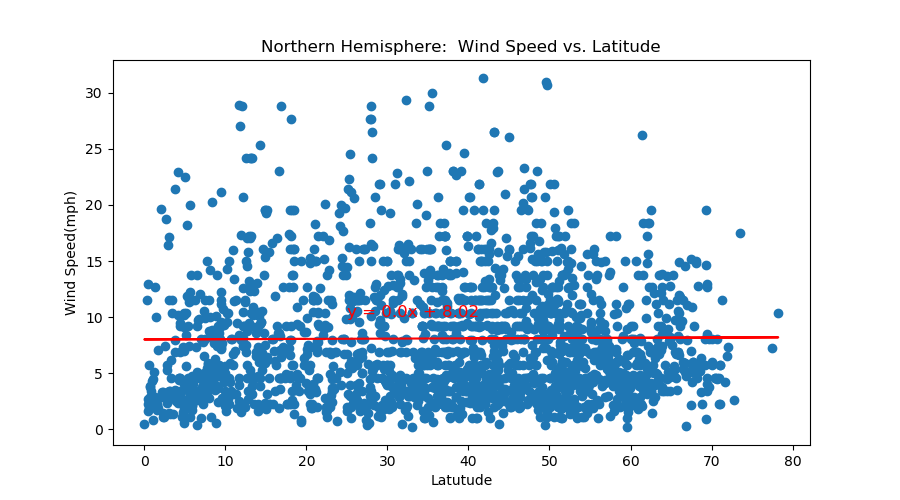 Northern Hemisphere:  Wind Speed vs. Latitude
Wind Speed(mph)
30
25
20
15
10
5
0
y = 0.0x + 8.02
0 10 20 30 40 50 60 70 80
Latutude